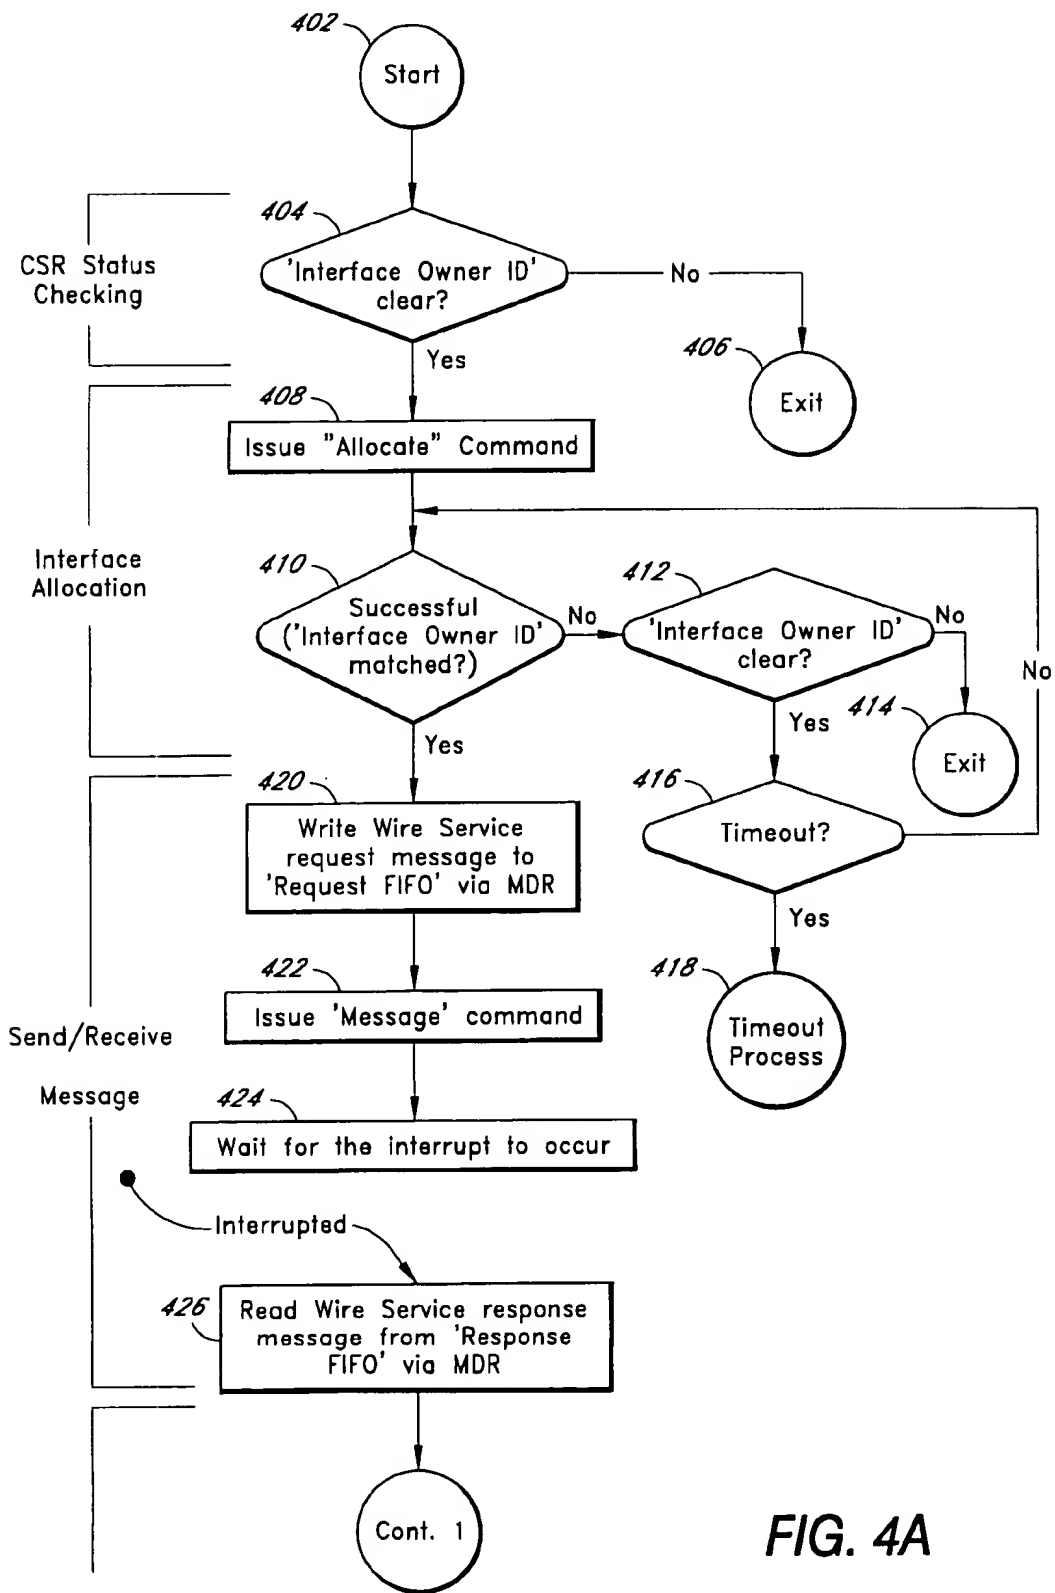 402
Start
404
'Interface Owner ID'
clear?
No
CSR Status
Checking
Yes
406
Exit
408
Issue "Allocate" Command
Interface
Allocation
410
Successful
('Interface Owner ID'
matched?)
No
412
'Interface Owner ID'
clear?
No
No
Yes
414
Exit
Yes
416
Timeout?
420
Write Wire Service
request message to
'Request FIFO' via MDR
Yes
418
Timeout
Process
422
Issue 'Message' command
Send/Receive
Message
424
Wait for the interrupt to occur
Interrupted
426
Read Wire Service response
message from 'Response
FIFO' via MDR
Cont. 1
FIG. 4A